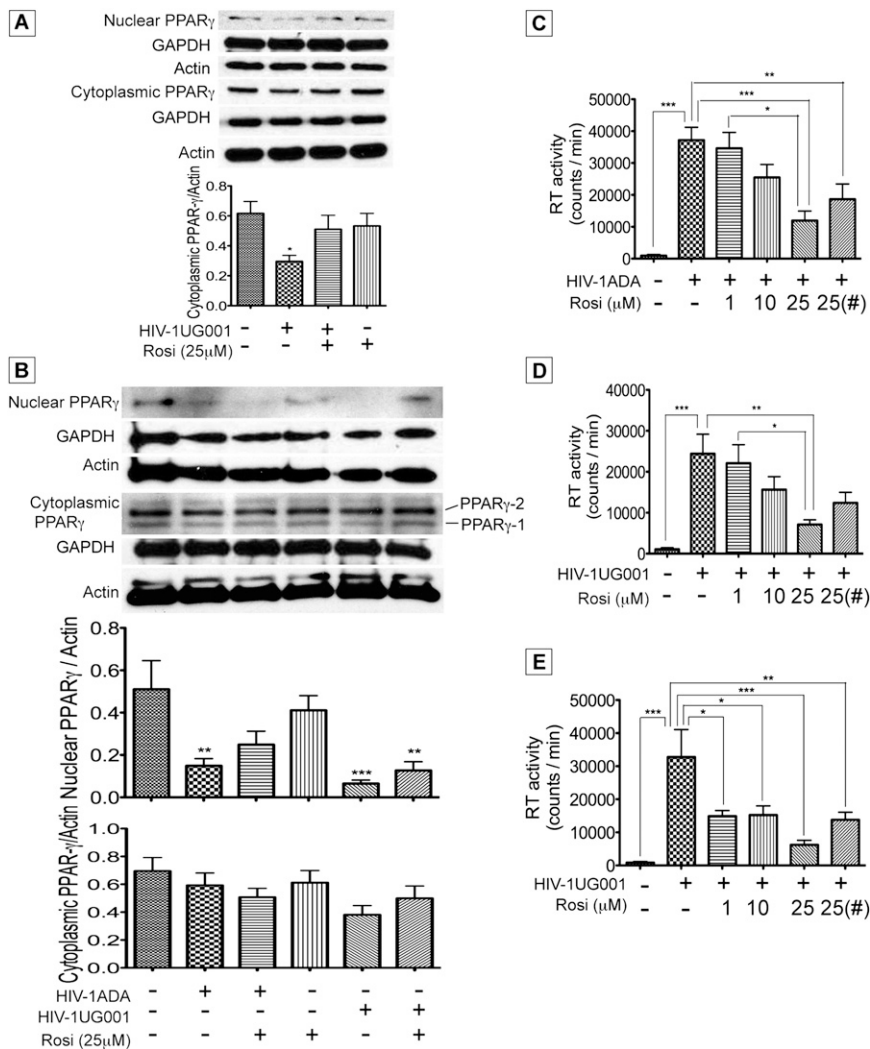 A
Nuclear PPARγ
GAPDH
Actin
Cytoplasmic PPARγ
GAPDH
Actin
Cytoplasmic PPAR-γ/Actin
0.8
0.6
0.4
0.2
0.0
*
HIV-1UG001 - + + -
Rosi (25μM) - - + +
B
Nuclear PPARγ
GAPDH
Actin
Cytoplasmic
PPARγ
PPARγ-2
PPARγ-1
GAPDH
Actin
Nuclear PPARγ / Actin
0.8
0.6
0.4
0.2
0.0
** *** **
Cytoplasmic PPAR-γ/Actin
1.0
0.8
0.6
0.4
0.2
0.0
HIV-1ADA - + + - - -
HIV-1UG001 - - - - + +
Rosi (25μM) - - + + - +
C
RT activity
(counts / min)
50000
40000
30000
20000
10000
0
**
***
***
*
HIV-1ADA - + + + + +
Rosi (μM) - - 1 10 25 25(#)
D
RT activity
(counts / min)
40000
30000
20000
10000
0
*** **
*
HIV-1UG001 - + + + + +
Rosi (μM) - - 1 10 25 25(#)
E
RT activity
(counts / min)
50000
40000
30000
20000
10000
0
**
***
*
*** *
HIV-1UG001 - + + + + +
Rosi (μM) - - 1 10 25 25(#)